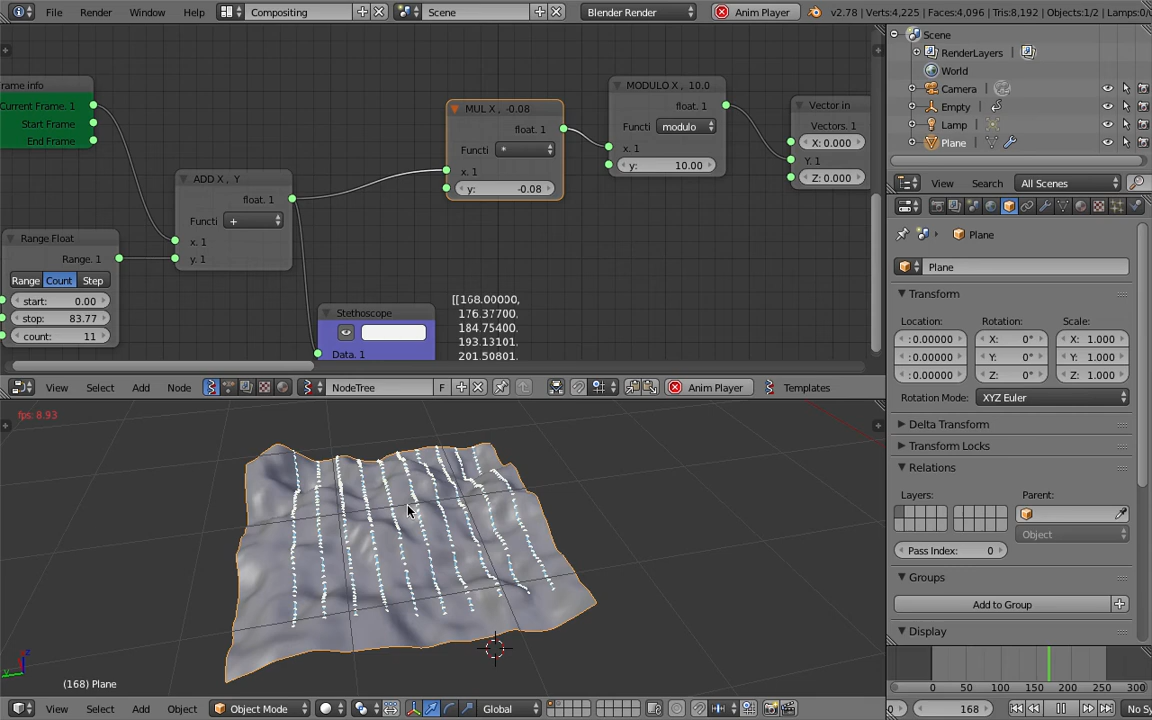 File Render Window Help Compositing Scene Blender Render Anim Player v2.78 | Verts:4,225 | Faces:4,096 | Tris:8,192 | Objects:1/2 | Lamps:0/
rame info
Current Frame. 1
Start Frame
End Frame
ADD X , Y
float. 1
Functi +
x. 1
y. 1
Range Float
Range. 1
Range Count Step
start: 0.00
stop: 83.77
count: 11
MUL X , -0.08
float. 1
Functi *
x. 1
y: -0.08
MODULO X , 10.0
float. 1
Functi modulo
x. 1
y: 10.00
Vector in
Vectors. 1
X: 0.000
Y. 1
Z: 0.000
Stethoscope
Data. 1
[[168.00000,
176.37700,
184.75400,
193.13101,
201.50801,
View Select Add Node NodeTree F Anim Player Templates
fps: 8.93
(168) Plane
View Select Add Object Object Mode Global
Scene
RenderLayers
World
Camera
Empty
Lamp
Plane
View Search All Scenes
Plane
Plane
Transform
Location: Rotation: Scale:
:0.00000 X: 0° X: 1.000
:0.00000 Y: 0° Y: 1.000
:0.00000 Z: 0° Z: 1.000
Rotation Mode: XYZ Euler
Delta Transform
Transform Locks
Relations
Layers: Parent:
Object
Pass Index: 0
Groups
Add to Group
Display
0 50 100 150 200 250 300
168 No Sy